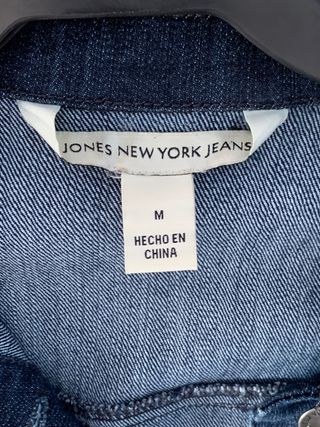 JONES NEW YORK JEANS
M
HECHO EN
CHINA